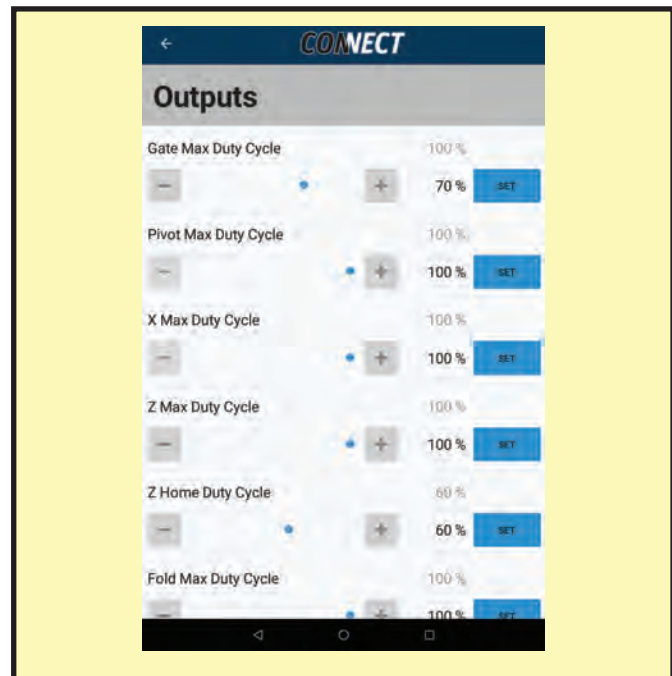 CONNECT
Outputs
Gate Max Duty Cycle 100 %
70 % SET
Pivot Max Duty Cycle 100 %
100 % SET
X Max Duty Cycle 100 %
100 % SET
Z Max Duty Cycle 100 %
100 % SET
Z Home Duty Cycle 60 %
60 % SET
Fold Max Duty Cycle 100 %
100 % SET